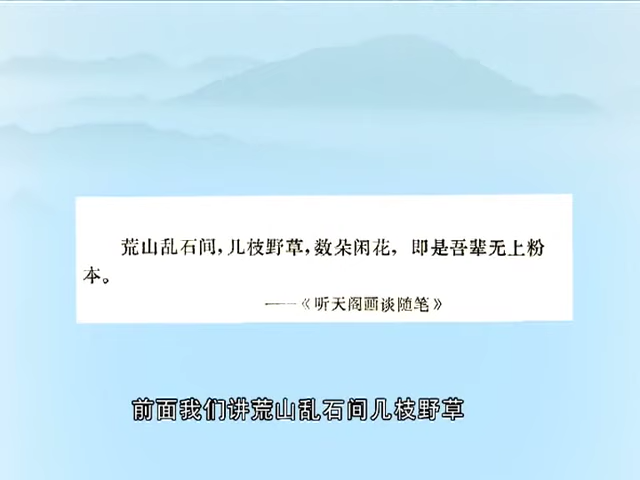 荒山乱石间,几枝野草,数朵闲花,即是吾辈无上粉
本。
——《听天阁画谈随笔》
前面我们讲荒山乱石间几枝野草